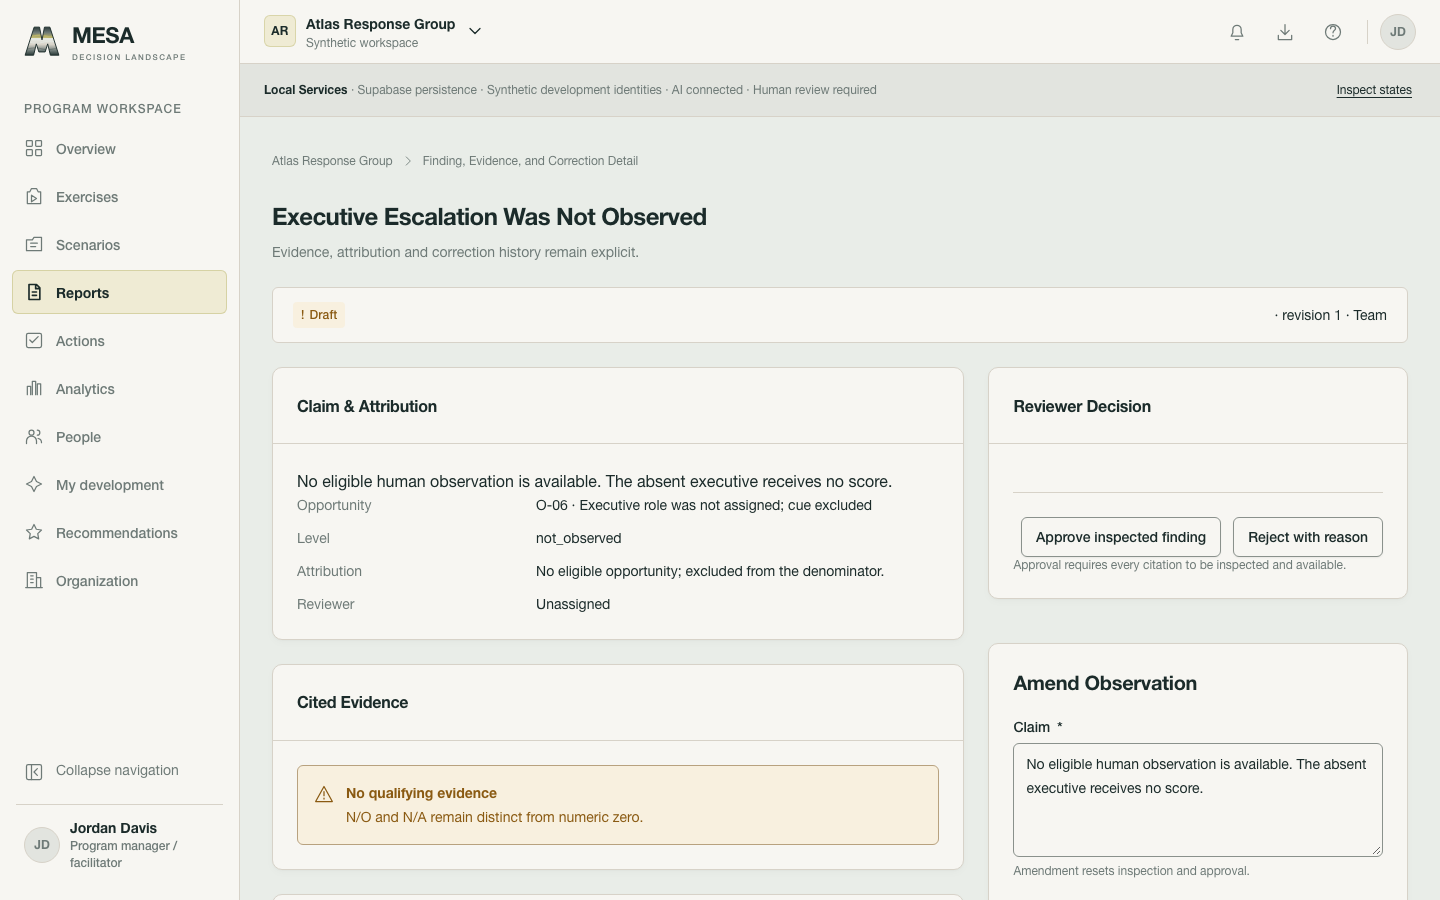 MESA
DECISION LANDSCAPE
PROGRAM WORKSPACE
Overview
Exercises
Scenarios
Reports
Actions
Analytics
People
My development
Recommendations
Organization
Collapse navigation
JD
Jordan Davis
Program manager /
facilitator
AR
Atlas Response Group
Synthetic workspace
JD
Local Services · Supabase persistence · Synthetic development identities · AI connected · Human review required
Inspect states
Atlas Response Group > Finding, Evidence, and Correction Detail
Executive Escalation Was Not Observed
Evidence, attribution and correction history remain explicit.
! Draft
· revision 1 · Team
Claim & Attribution
No eligible human observation is available. The absent executive receives no score.
Opportunity O-06 · Executive role was not assigned; cue excluded
Level not_observed
Attribution No eligible opportunity; excluded from the denominator.
Reviewer Unassigned
Cited Evidence
No qualifying evidence
N/O and N/A remain distinct from numeric zero.
Reviewer Decision
Approve inspected finding
Reject with reason
Approval requires every citation to be inspected and available.
Amend Observation
Claim *
No eligible human observation is available. The absent
executive receives no score.
Amendment resets inspection and approval.